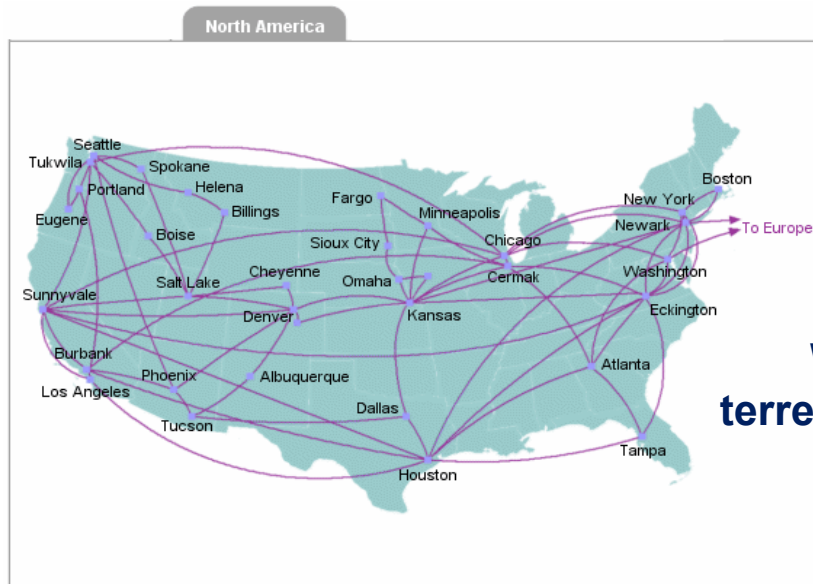 North America
Seattle
Tukwila
Spokane
Portland
Helena
Eugene
Billings
Boise
Fargo
Minneapolis
Boston
New York
Newark
To Europe
Sioux City
Chicago
Cermak
Washington
Cheyenne
Omaha
Salt Lake
Sunnyvale
Denver
Kansas
Eckington
Burbank
Phoenix
Albuquerque
Atlanta
Los Angeles
Tucson
Dallas
terre
Tampa
Houston